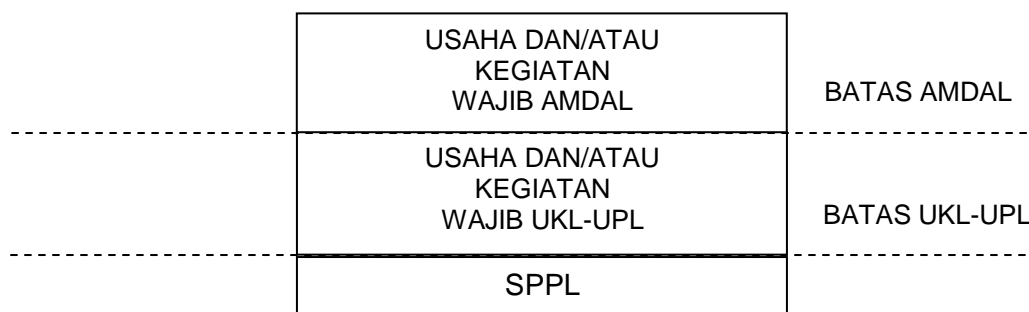 USAHA DAN/ATAU
KEGIATAN
WAJIB AMDAL
BATAS AMDAL
USAHA DAN/ATAU
KEGIATAN
WAJIB UKL-UPL
BATAS UKL-UPL
SPPL